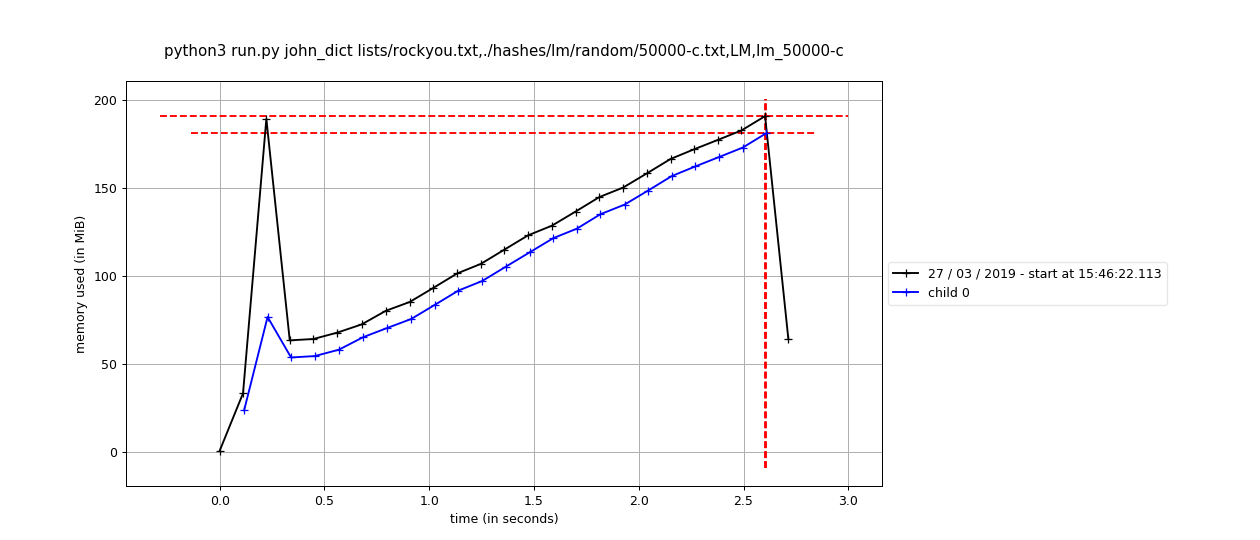 python3 run.py john_dict lists/rockyou.txt,./hashes/lm/random/50000-c.txt,LM,lm_50000-c
200
150
100
50
0
memory used (in MiB)
0.0 0.5 1.0 1.5 2.0 2.5 3.0
time (in seconds)
27 / 03 / 2019 - start at 15:46:22.113
child 0